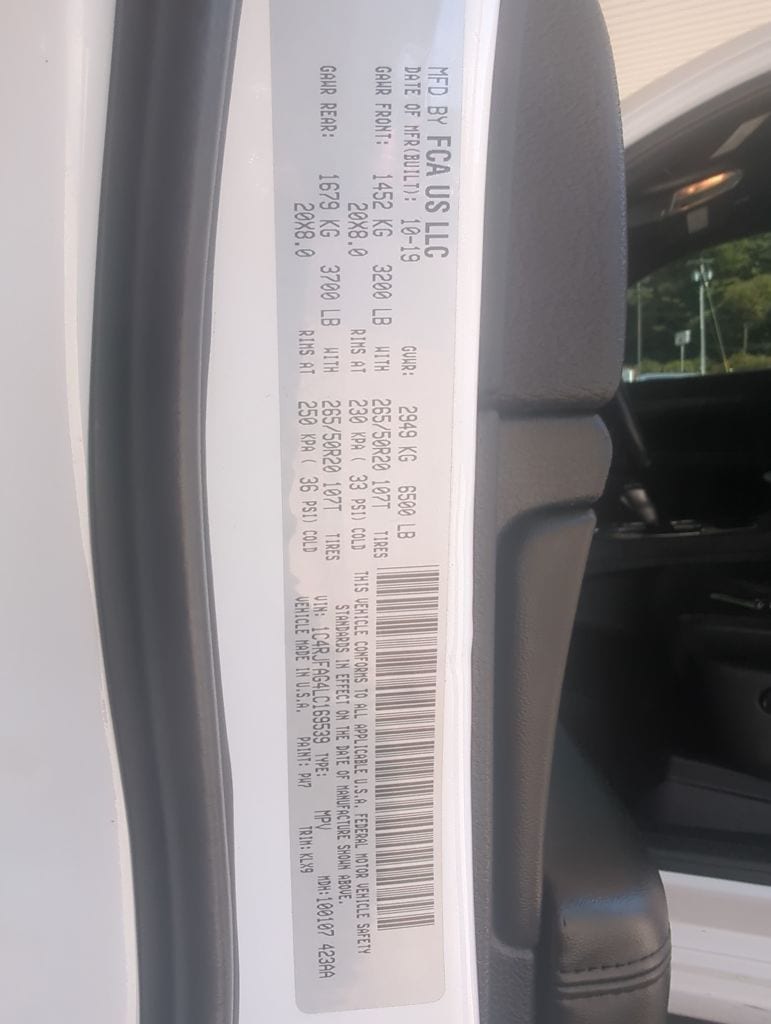 MFD BY FCA US LLC
DATE OF MFR(BUILT): 10-19 GVWR: 2949 KG 6500 LB
GAWR FRONT: 1452 KG 3200 LB WITH 265/50R20 107T TIRES
20X8.0 RIMS AT 230 KPA ( 33 PSI) COLD
GAWR REAR: 1679 KG 3700 LB WITH 265/50R20 107T TIRES
20X8.0 RIMS AT 250 KPA ( 36 PSI) COLD
THIS VEHICLE CONFORMS TO ALL APPLICABLE U.S.A. FEDERAL MOTOR VEHICLE SAFETY
STANDARDS IN EFFECT ON THE DATE OF MANUFACTURE SHOWN ABOVE.
VIN: 1C4RJFAG4LC169539 TYPE: MPV MDH:100107 423AA
VEHICLE MADE IN U.S.A. PAINT: PW7 TRIM:KLX9